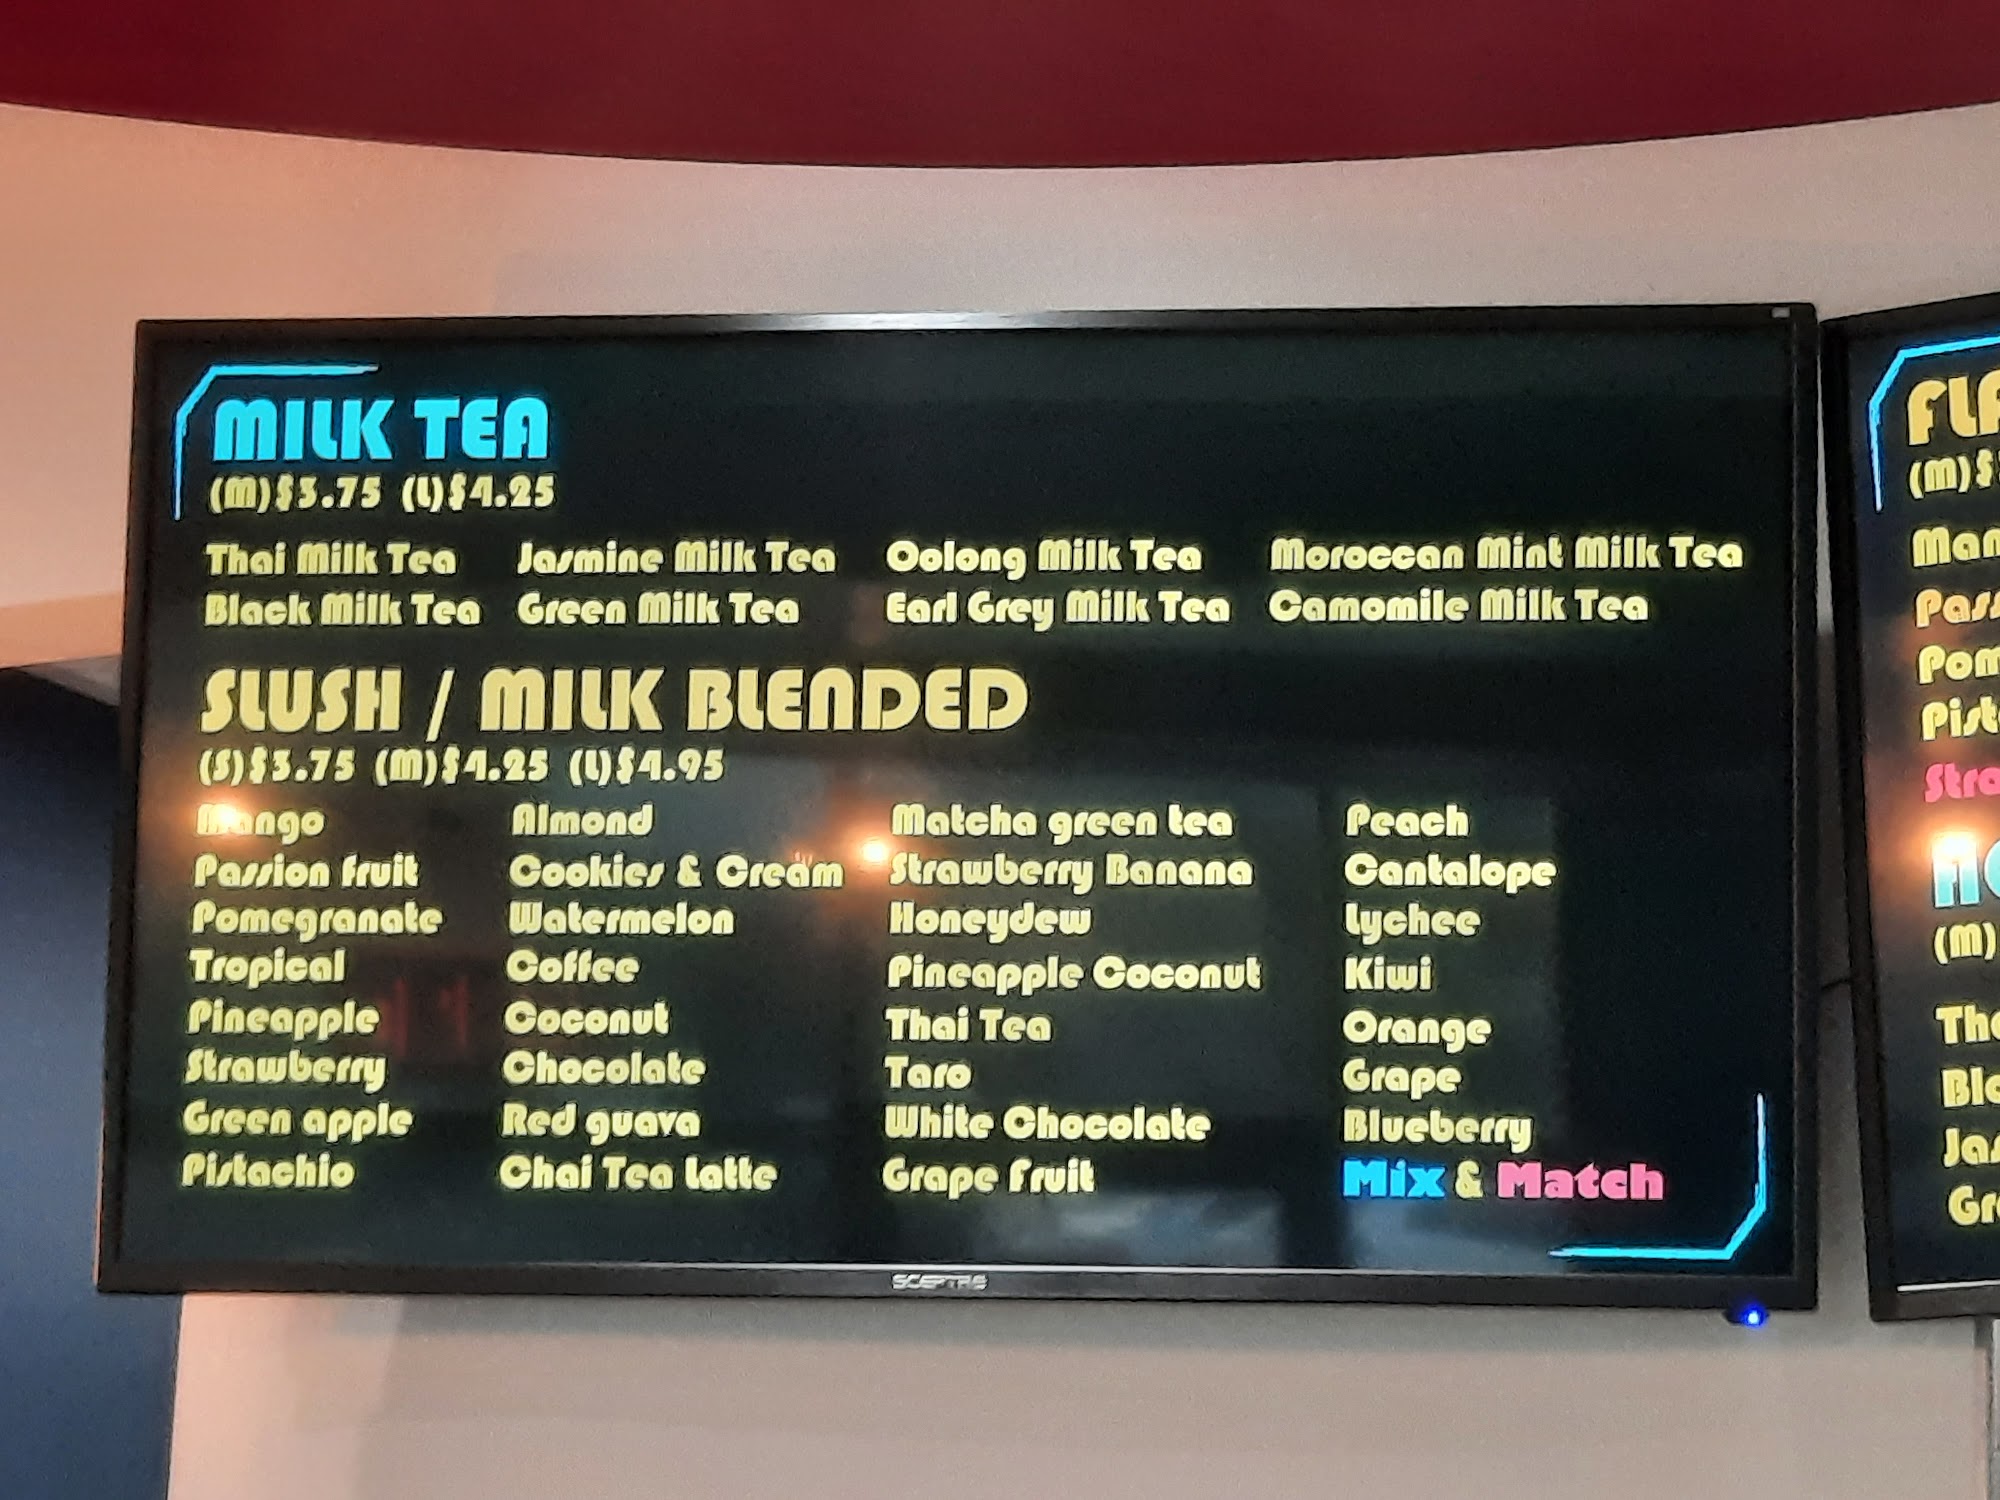 MILK TEA
(M)$3.75 (L)$4.25
Thai Milk Tea Jasmine Milk Tea Oolong Milk Tea Moroccan Mint Milk Tea
Black Milk Tea Green Milk Tea Earl Grey Milk Tea Camomile Milk Tea
SLUSH / MILK BLENDED
(S)$3.75 (M)$4.25 (L)$4.95
Mango Almond Matcha green tea Peach
Passion fruit Cookies & Cream Strawberry Banana Cantalope
Pomegranate Watermelon Honeydew Lychee
Tropical Coffee Pineapple Coconut Kiwi
Pineapple Coconut Thai Tea Orange
Strawberry Chocolate Taro Grape
Green apple Red guava White Chocolate Blueberry
Pistachio Chai Tea Latte Grape Fruit Mix & Match
SCEPTRE
(M)$
(M)